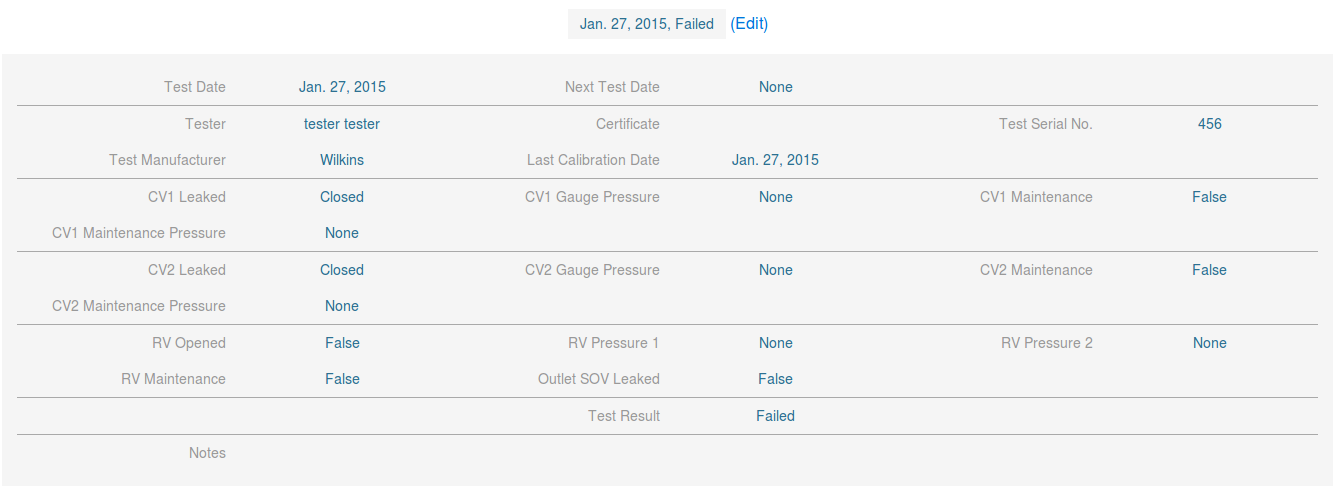 Jan. 27, 2015, Failed (Edit)
Test Date Jan. 27, 2015 Next Test Date None
Tester tester tester Certificate Test Serial No. 456
Test Manufacturer Wilkins Last Calibration Date Jan. 27, 2015
CV1 Leaked Closed CV1 Gauge Pressure None CV1 Maintenance False
CV1 Maintenance Pressure None
CV2 Leaked Closed CV2 Gauge Pressure None CV2 Maintenance False
CV2 Maintenance Pressure None
RV Opened False RV Pressure 1 None RV Pressure 2 None
RV Maintenance False Outlet SOV Leaked False
Test Result Failed
Notes